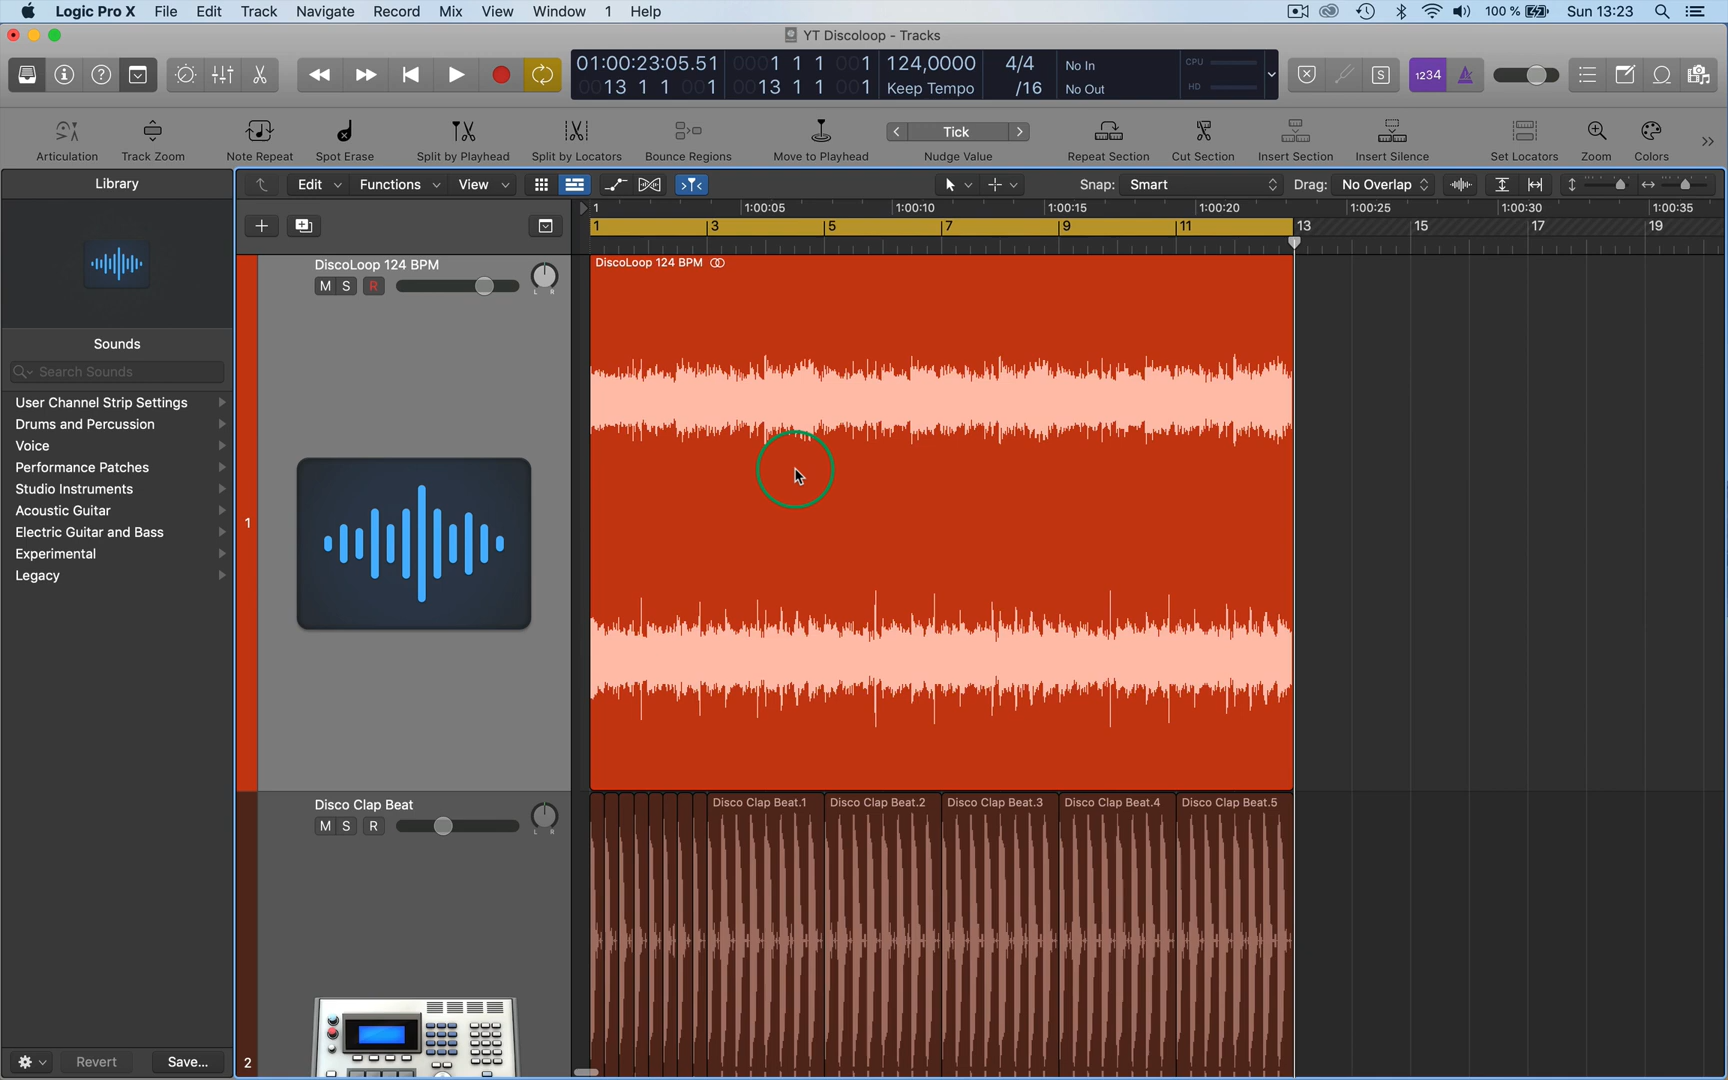 Logic Pro X File Edit Track Navigate Record Mix View Window 1 Help 100 % Sun 13:23
YT Discoloop - Tracks
01:00:23:05.51 0001 1 1 001 124,0000 4/4 No In CPU
0013 1 1 001 0013 1 1 001 Keep Tempo /16 No Out HD
S 1234
Tick
Articulation Track Zoom Note Repeat Spot Erase Split by Playhead Split by Locators Bounce Regions Move to Playhead Nudge Value Repeat Section Cut Section Insert Section Insert Silence Set Locators Zoom Colors
Library
Edit Functions View Snap: Smart Drag: No Overlap
1 1:00:05 1:00:10 1:00:15 1:00:20 1:00:25 1:00:30 1:00:35
1 3 5 7 9 11 13 15 17 19
DiscoLoop 124 BPM
M S R
L R
DiscoLoop 124 BPM
Sounds
Search Sounds
User Channel Strip Settings
Drums and Percussion
Voice
Performance Patches
Studio Instruments
Acoustic Guitar
Electric Guitar and Bass
Experimental
Legacy
1
Disco Clap Beat
M S R
L R
Disco Clap Beat.1 Disco Clap Beat.2 Disco Clap Beat.3 Disco Clap Beat.4 Disco Clap Beat.5
2
Revert Save...